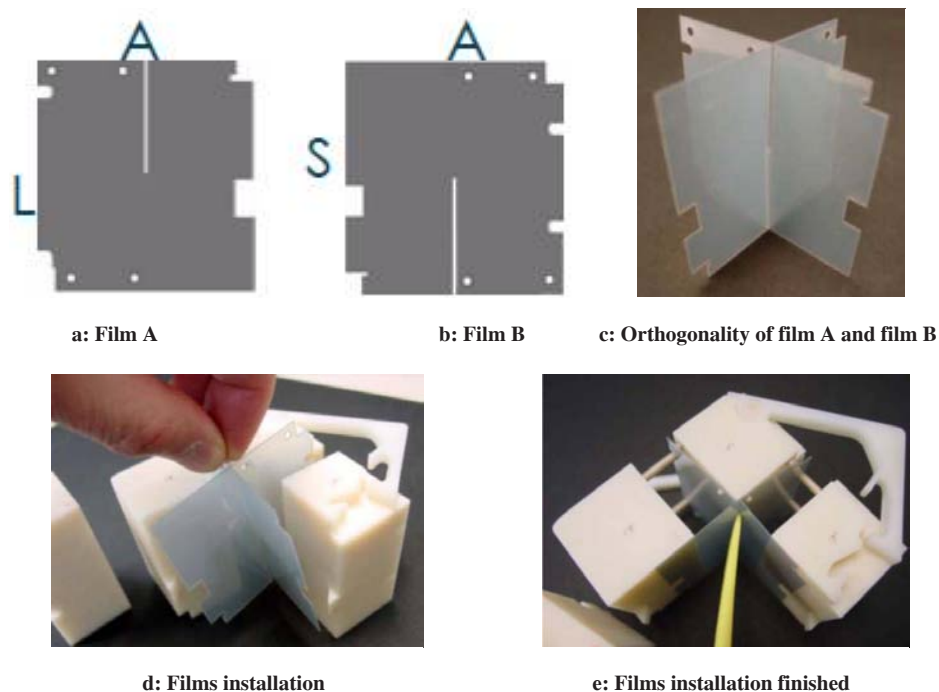 A
A
L
S
a: Film A
b: Film B
c: Orthogonality of film A and film B
d: Films installation
e: Films installation finished